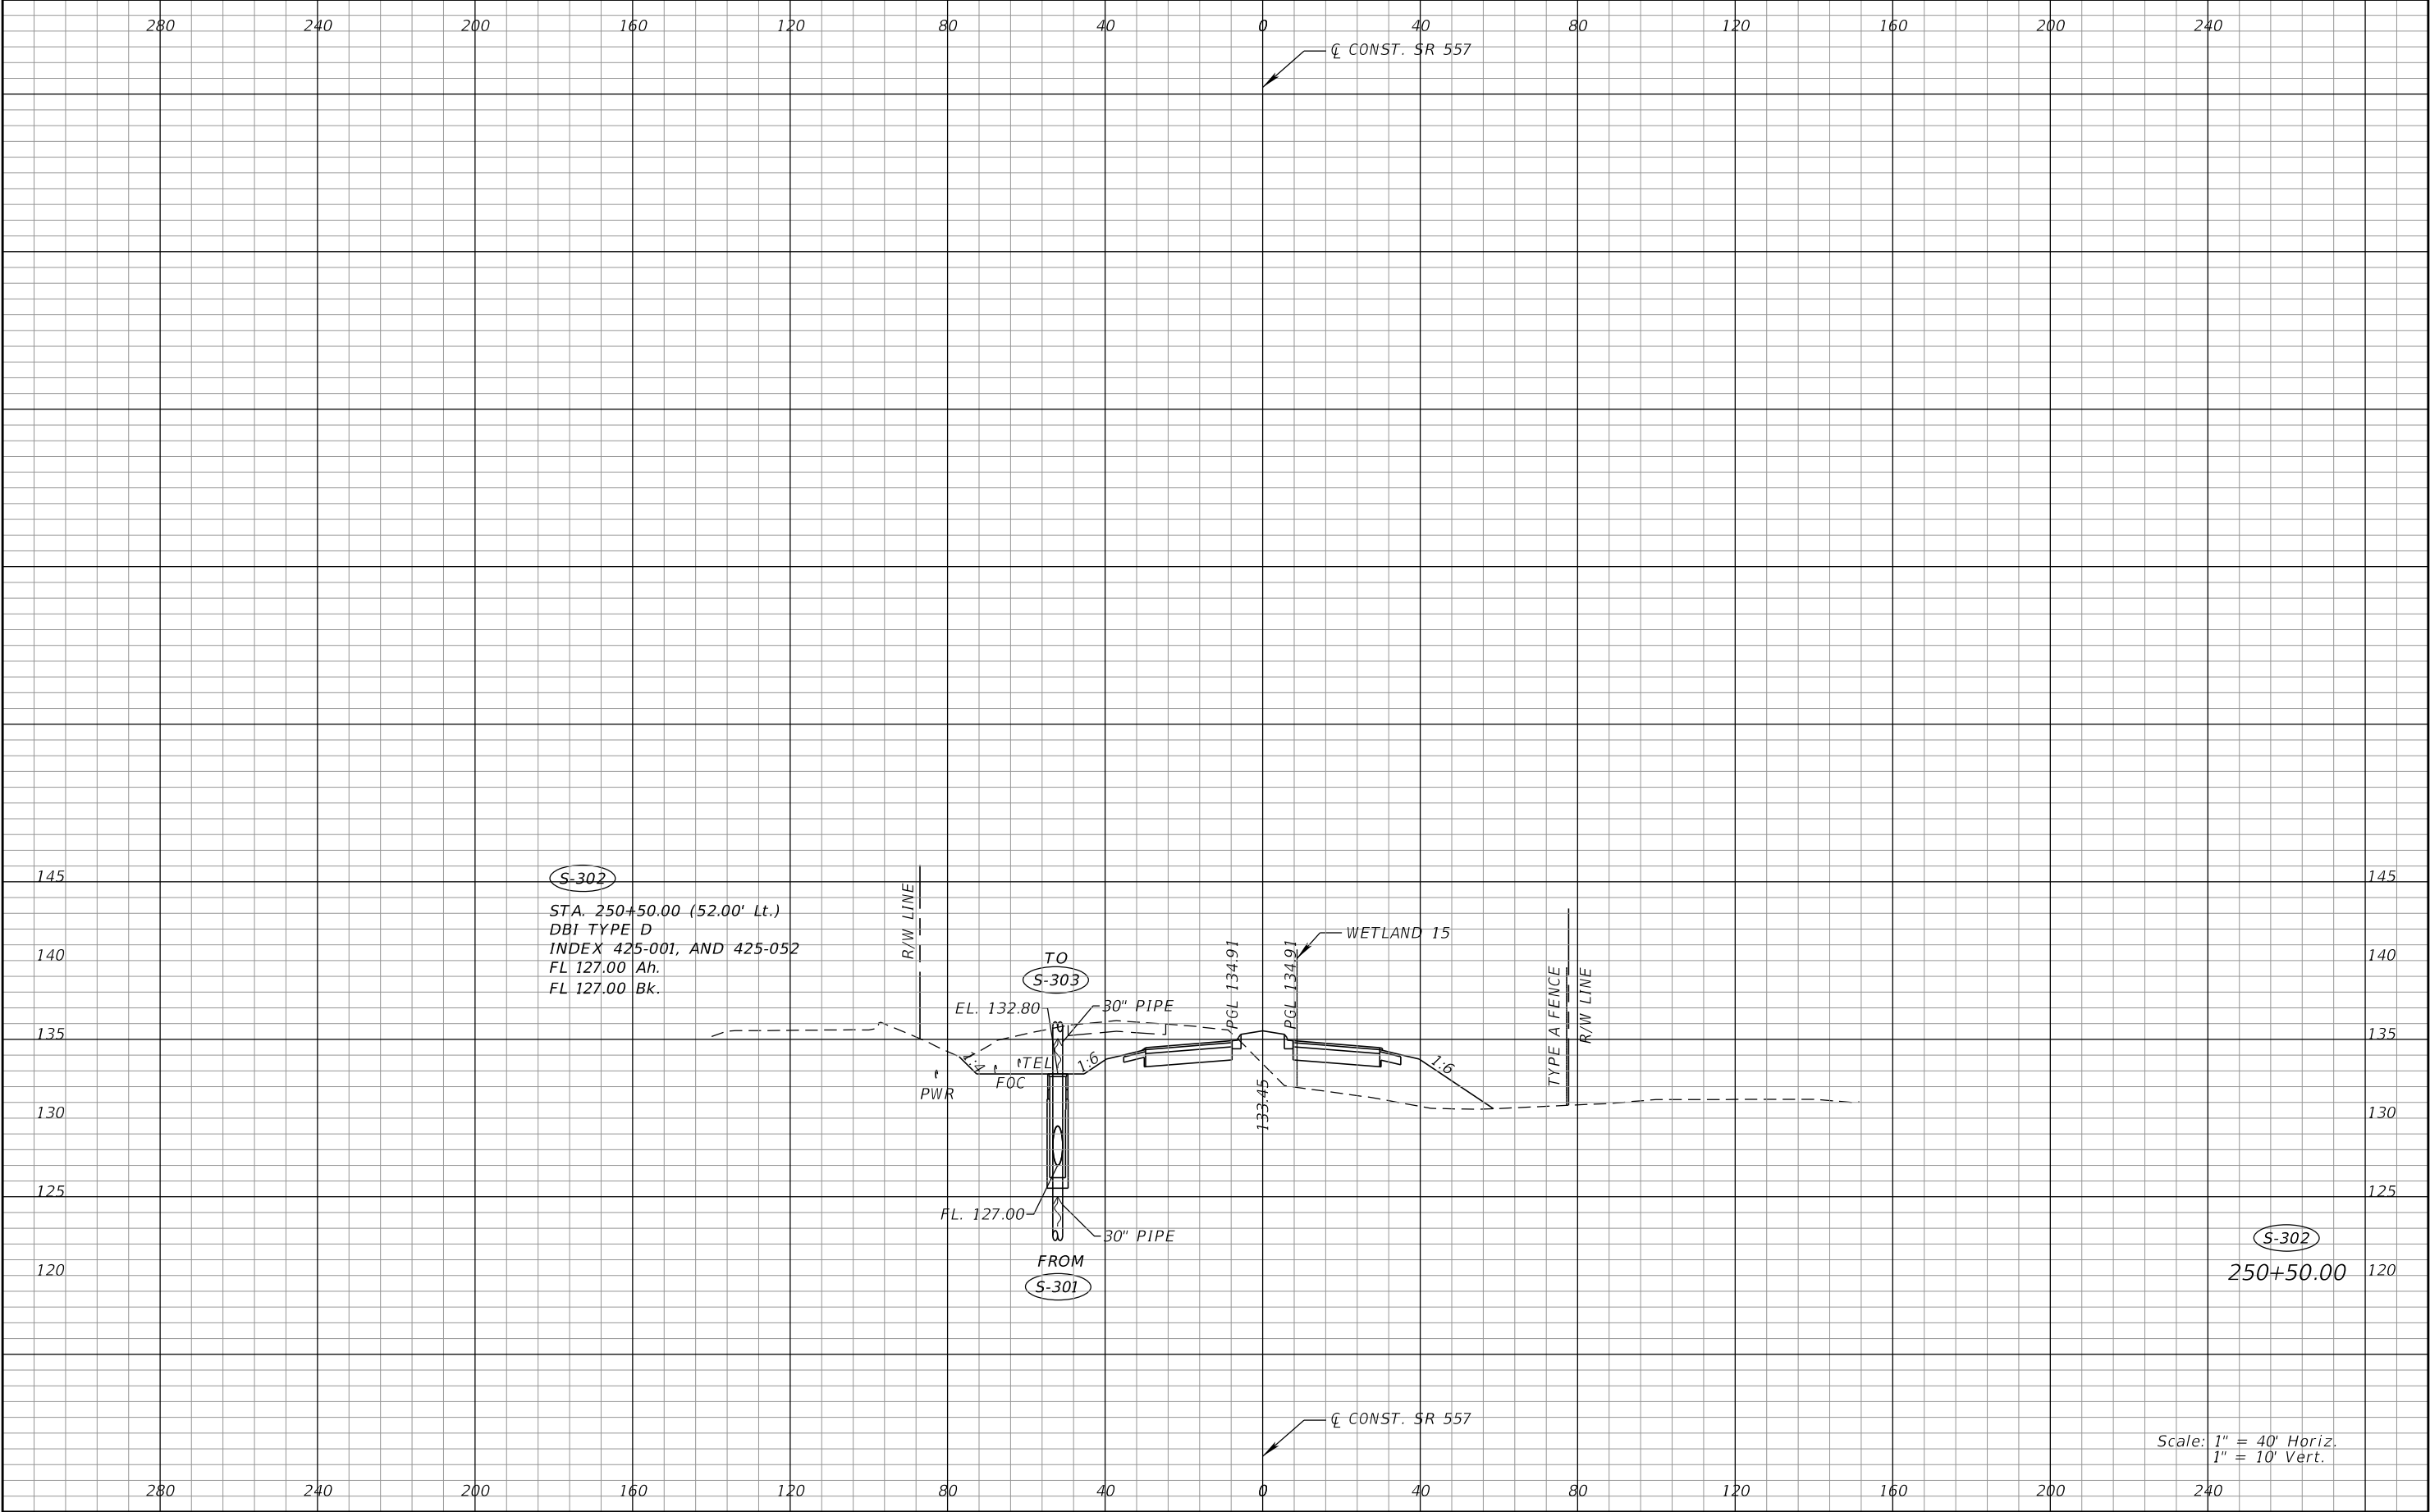 280 240 200 160 120 80 40 0 40 80 120 160 200 240
℄ CONST. SR 557
145 145
S-302
STA. 250+50.00 (52.00' Lt.)
DBI TYPE D
INDEX 425-001, AND 425-052
FL 127.00 Ah.
FL 127.00 Bk.
R/W LINE
140 140
TO
S-303
EL. 132.80
30" PIPE
PGL 134.91
PGL 134.91
WETLAND 15
TYPE A FENCE
R/W LINE
135 135
1:4
TEL
FOC
PWR
1:6
1:6
133.45
130 130
125 125
FL. 127.00
30" PIPE
FROM
S-301
S-302
250+50.00
120 120
℄ CONST. SR 557
Scale: 1" = 40' Horiz.
1" = 10' Vert.
280 240 200 160 120 80 40 0 40 80 120 160 200 240